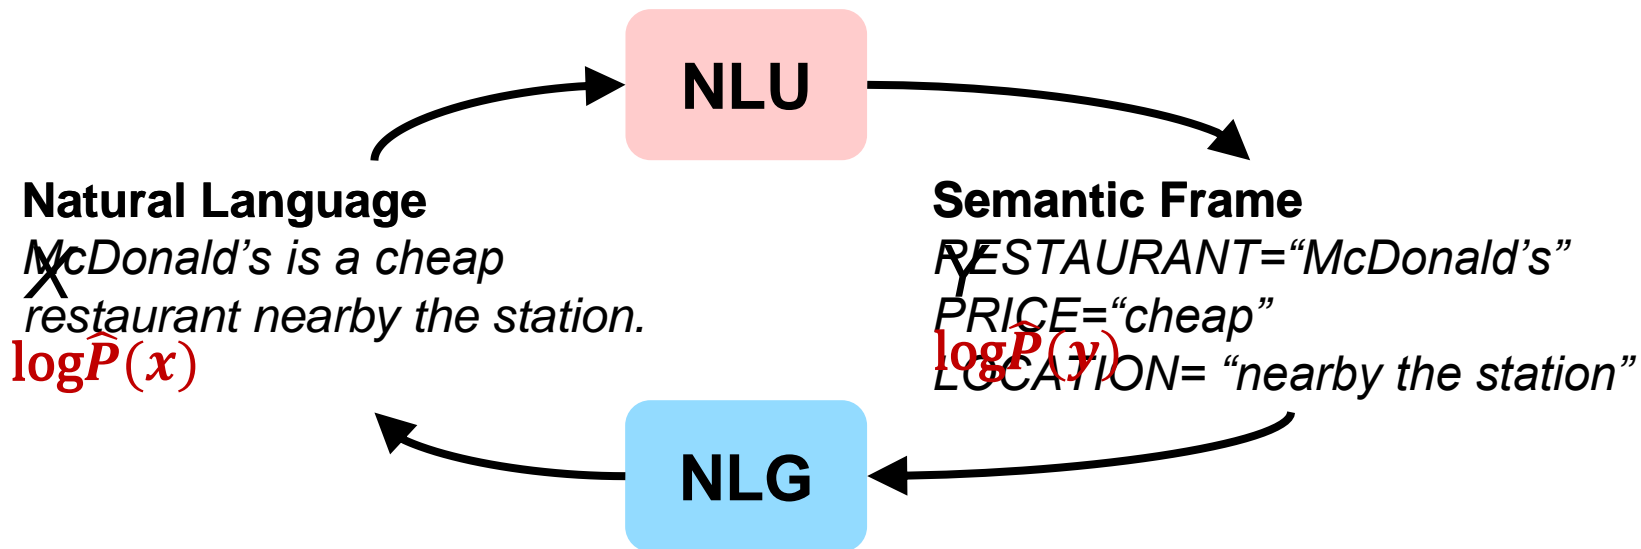 NLU
Natural Language
McDonald’s is a cheap
X
restaurant nearby the station.
logP̂(x)
Semantic Frame
RESTAURANT=“McDonald’s”
Y
PRICE=“cheap”
logP̂(y)
LOCATION= “nearby the station”
NLG